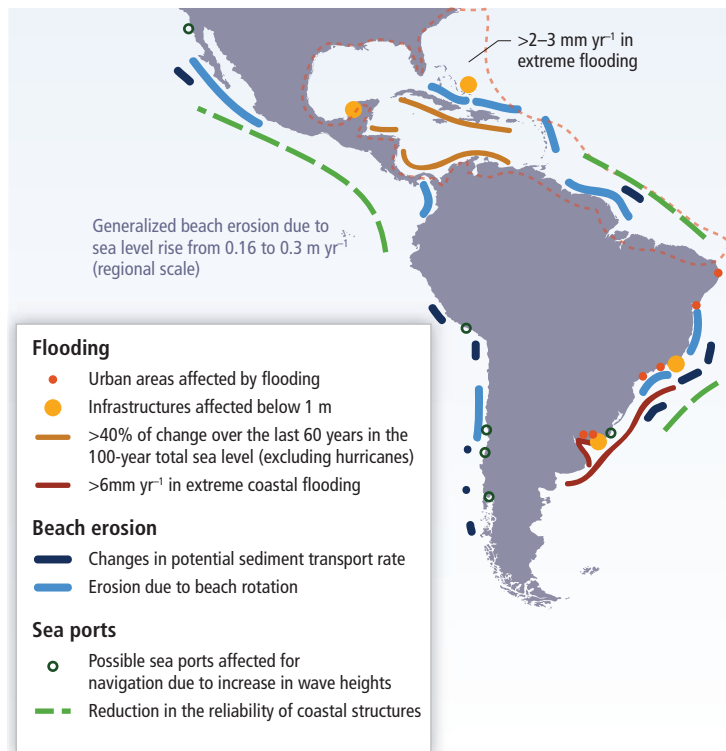 >2–3 mm yr⁻¹ in
extreme flooding
Generalized beach erosion due to
sea level rise from 0.16 to 0.3 m yr⁻¹
(regional scale)
Flooding
Urban areas affected by flooding
Infrastructures affected below 1 m
>40% of change over the last 60 years in the
100-year total sea level (excluding hurricanes)
>6mm yr⁻¹ in extreme coastal flooding
Beach erosion
Changes in potential sediment transport rate
Erosion due to beach rotation
Sea ports
Possible sea ports affected for
navigation due to increase in wave heights
Reduction in the reliability of coastal structures